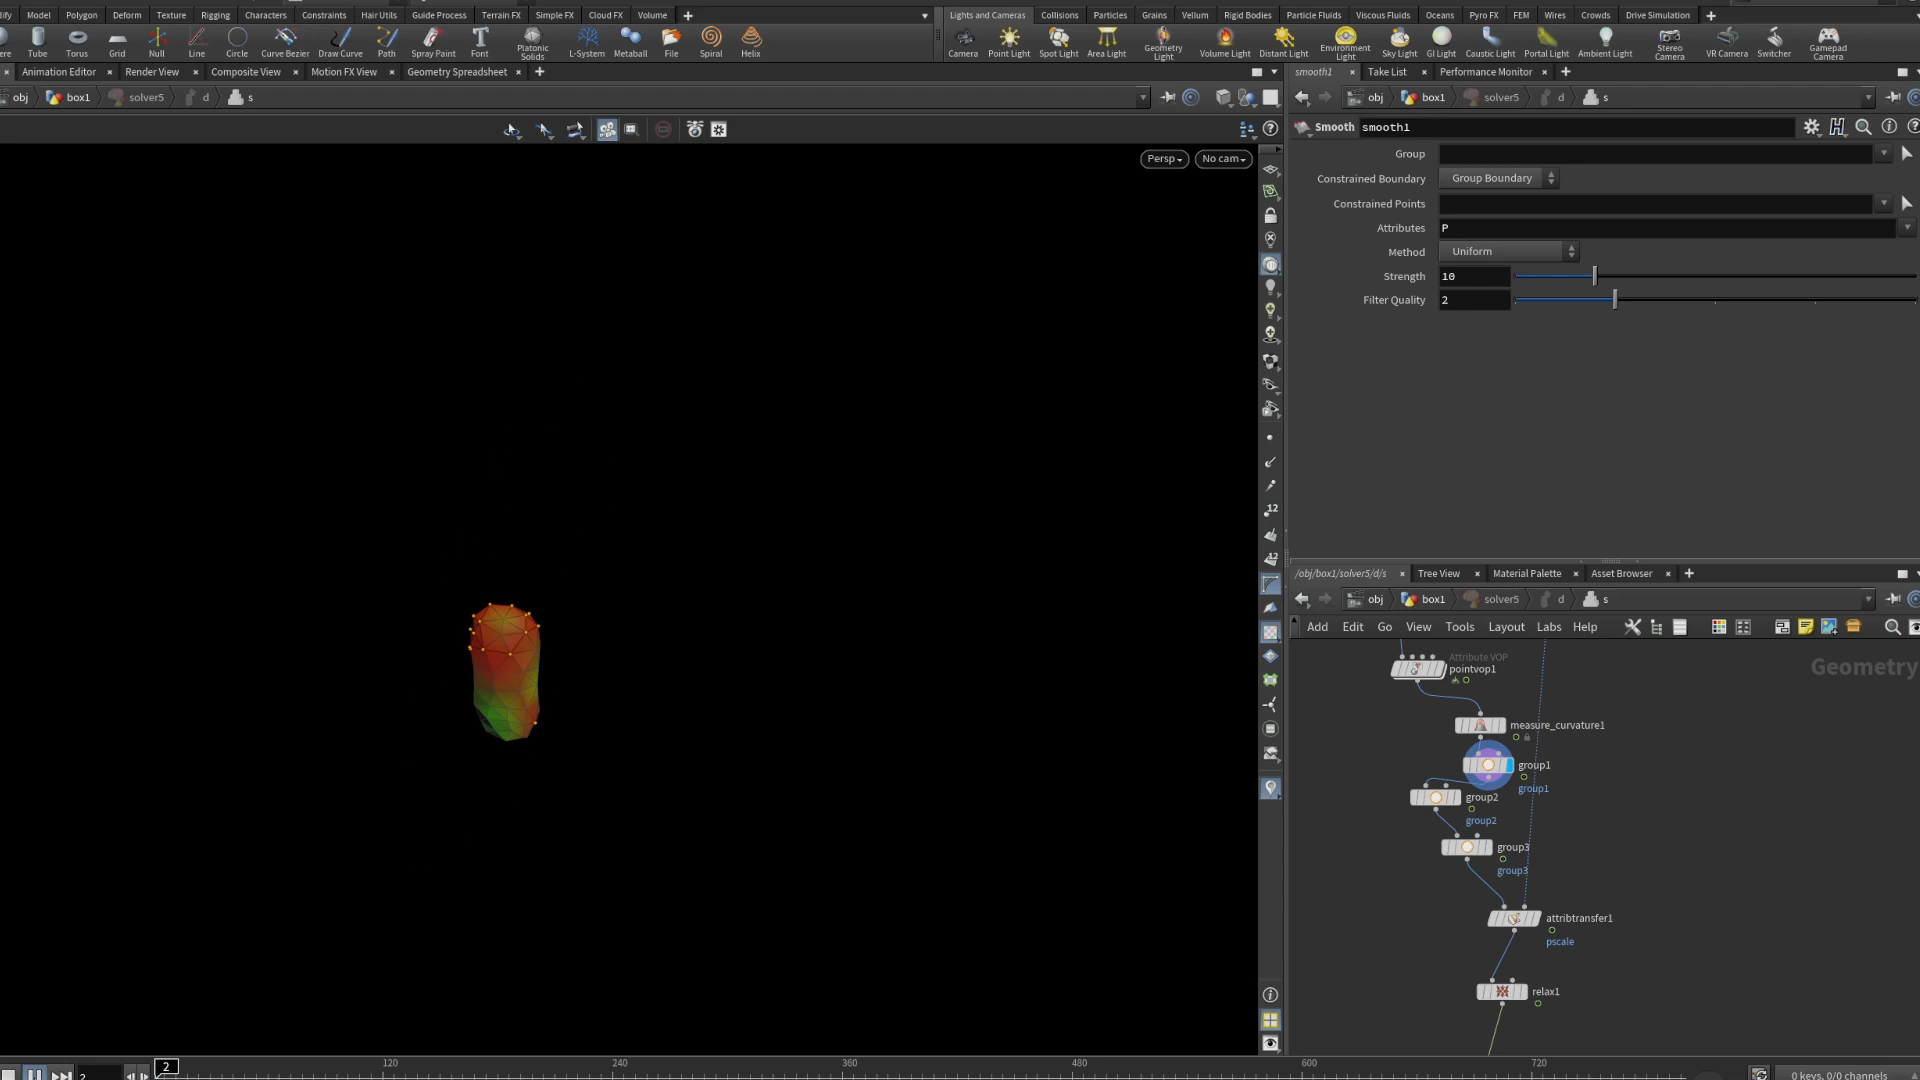 Model Polygon Deform Texture Rigging Characters Constraints Hair Utils Guide Process Terrain FX Simple FX Cloud FX Volume
Lights and Cameras Collisions Particles Grains Vellum Rigid Bodies Particle Fluids Viscous Fluids Oceans Pyro FX FEM Wires Crowds Drive Simulation
Tube Torus Grid Null Line Circle Curve Bezier Draw Curve Path Spray Paint Font Platonic Solids L-System Metaball File Spiral Helix
Camera Point Light Spot Light Area Light Geometry Light Volume Light Distant Light Environment Light Sky Light GI Light Caustic Light Portal Light Ambient Light Stereo Camera VR Camera Switcher Gamepad Camera
Animation Editor Render View Composite View Motion FX View Geometry Spreadsheet
smooth1 Take List Performance Monitor
obj box1 solver5 d s
obj box1 solver5 d s
Smooth smooth1
Persp No cam
Group
Constrained Boundary Group Boundary
Constrained Points
Attributes P
Method Uniform
Strength 10
Filter Quality 2
12
12
/obj/box1/solver5/d/s Tree View Material Palette Asset Browser
obj box1 solver5 d s
Add Edit Go View Tools Layout Labs Help
Geometry
Attribute VOP
pointvop1
measure_curvature1
group1
group1
group2
group2
group3
group3
attribtransfer1
pscale
relax1
2
2 120 240 360 480 600 720
0 keys, 0/0 channels